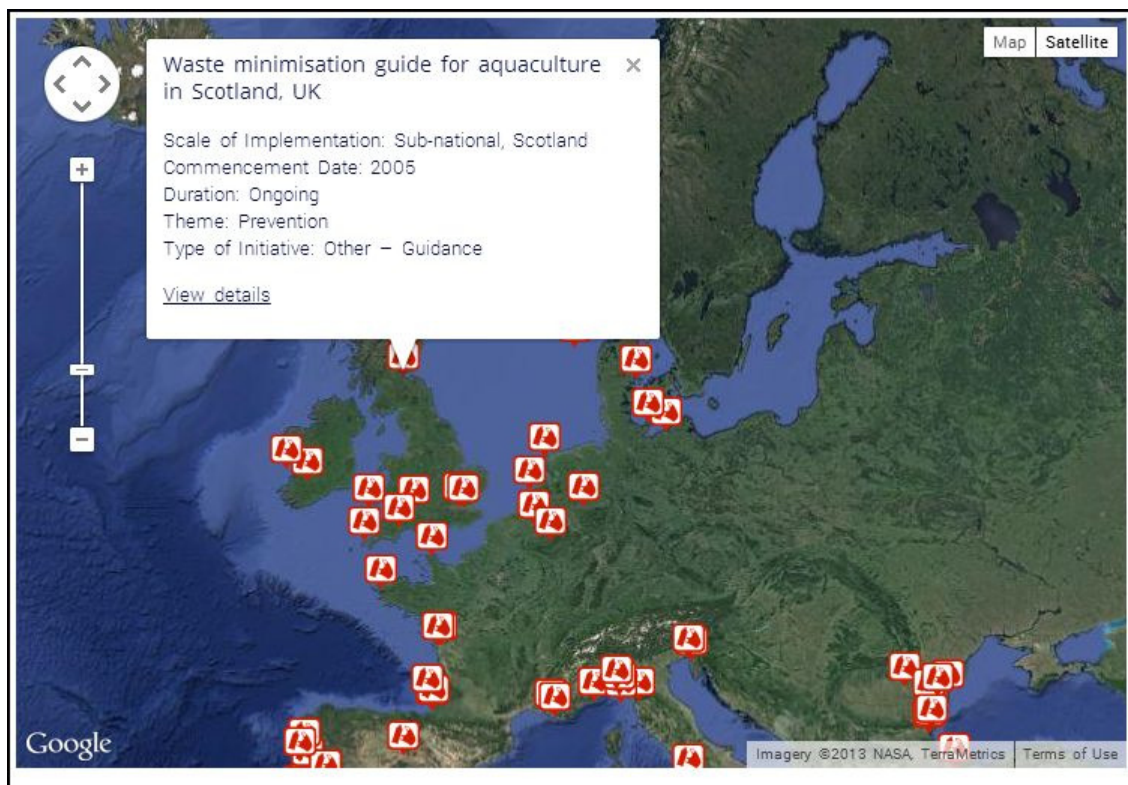 Map Satellite
Waste minimisation guide for aquaculture
in Scotland, UK
Scale of Implementation: Sub-national, Scotland
Commencement Date: 2005
Duration: Ongoing
Theme: Prevention
Type of Initiative: Other – Guidance
View details
Google
Imagery ©2013 NASA, TerraMetrics Terms of Use